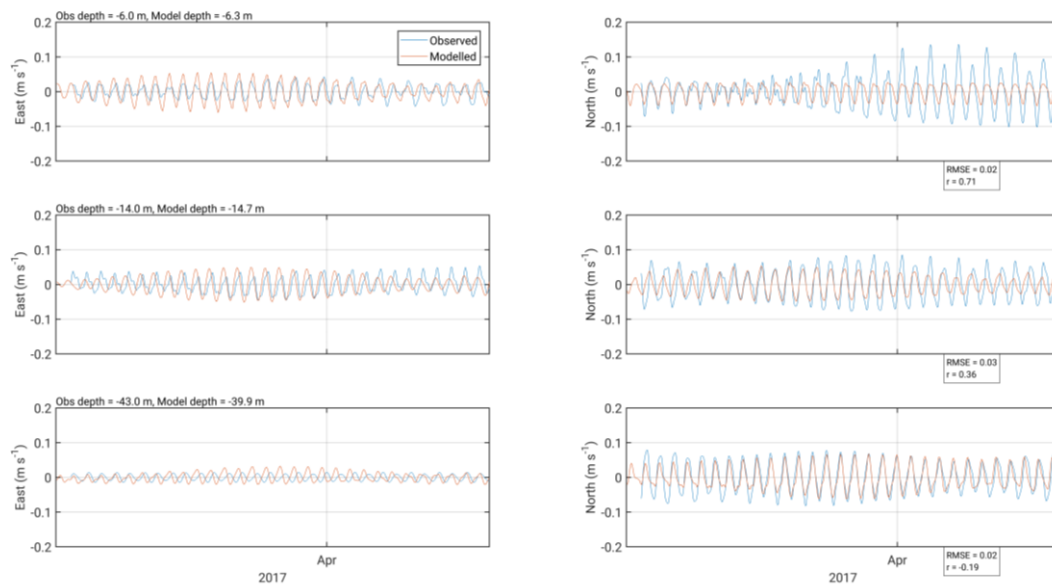 Obs depth = -6.0 m, Model depth = -6.3 m
0.2
0.1
0
-0.1
-0.2
East (m s⁻¹)
Observed
Modelled
0.2
0.1
0
-0.1
-0.2
North (m s⁻¹)
RMSE = 0.02
r = 0.71
Obs depth = -14.0 m, Model depth = -14.7 m
0.2
0.1
0
-0.1
-0.2
East (m s⁻¹)
0.2
0.1
0
-0.1
-0.2
North (m s⁻¹)
RMSE = 0.03
r = 0.36
Obs depth = -43.0 m, Model depth = -39.9 m
0.2
0.1
0
-0.1
-0.2
East (m s⁻¹)
Apr
2017
0.2
0.1
0
-0.1
-0.2
North (m s⁻¹)
Apr
2017
RMSE = 0.02
r = -0.19